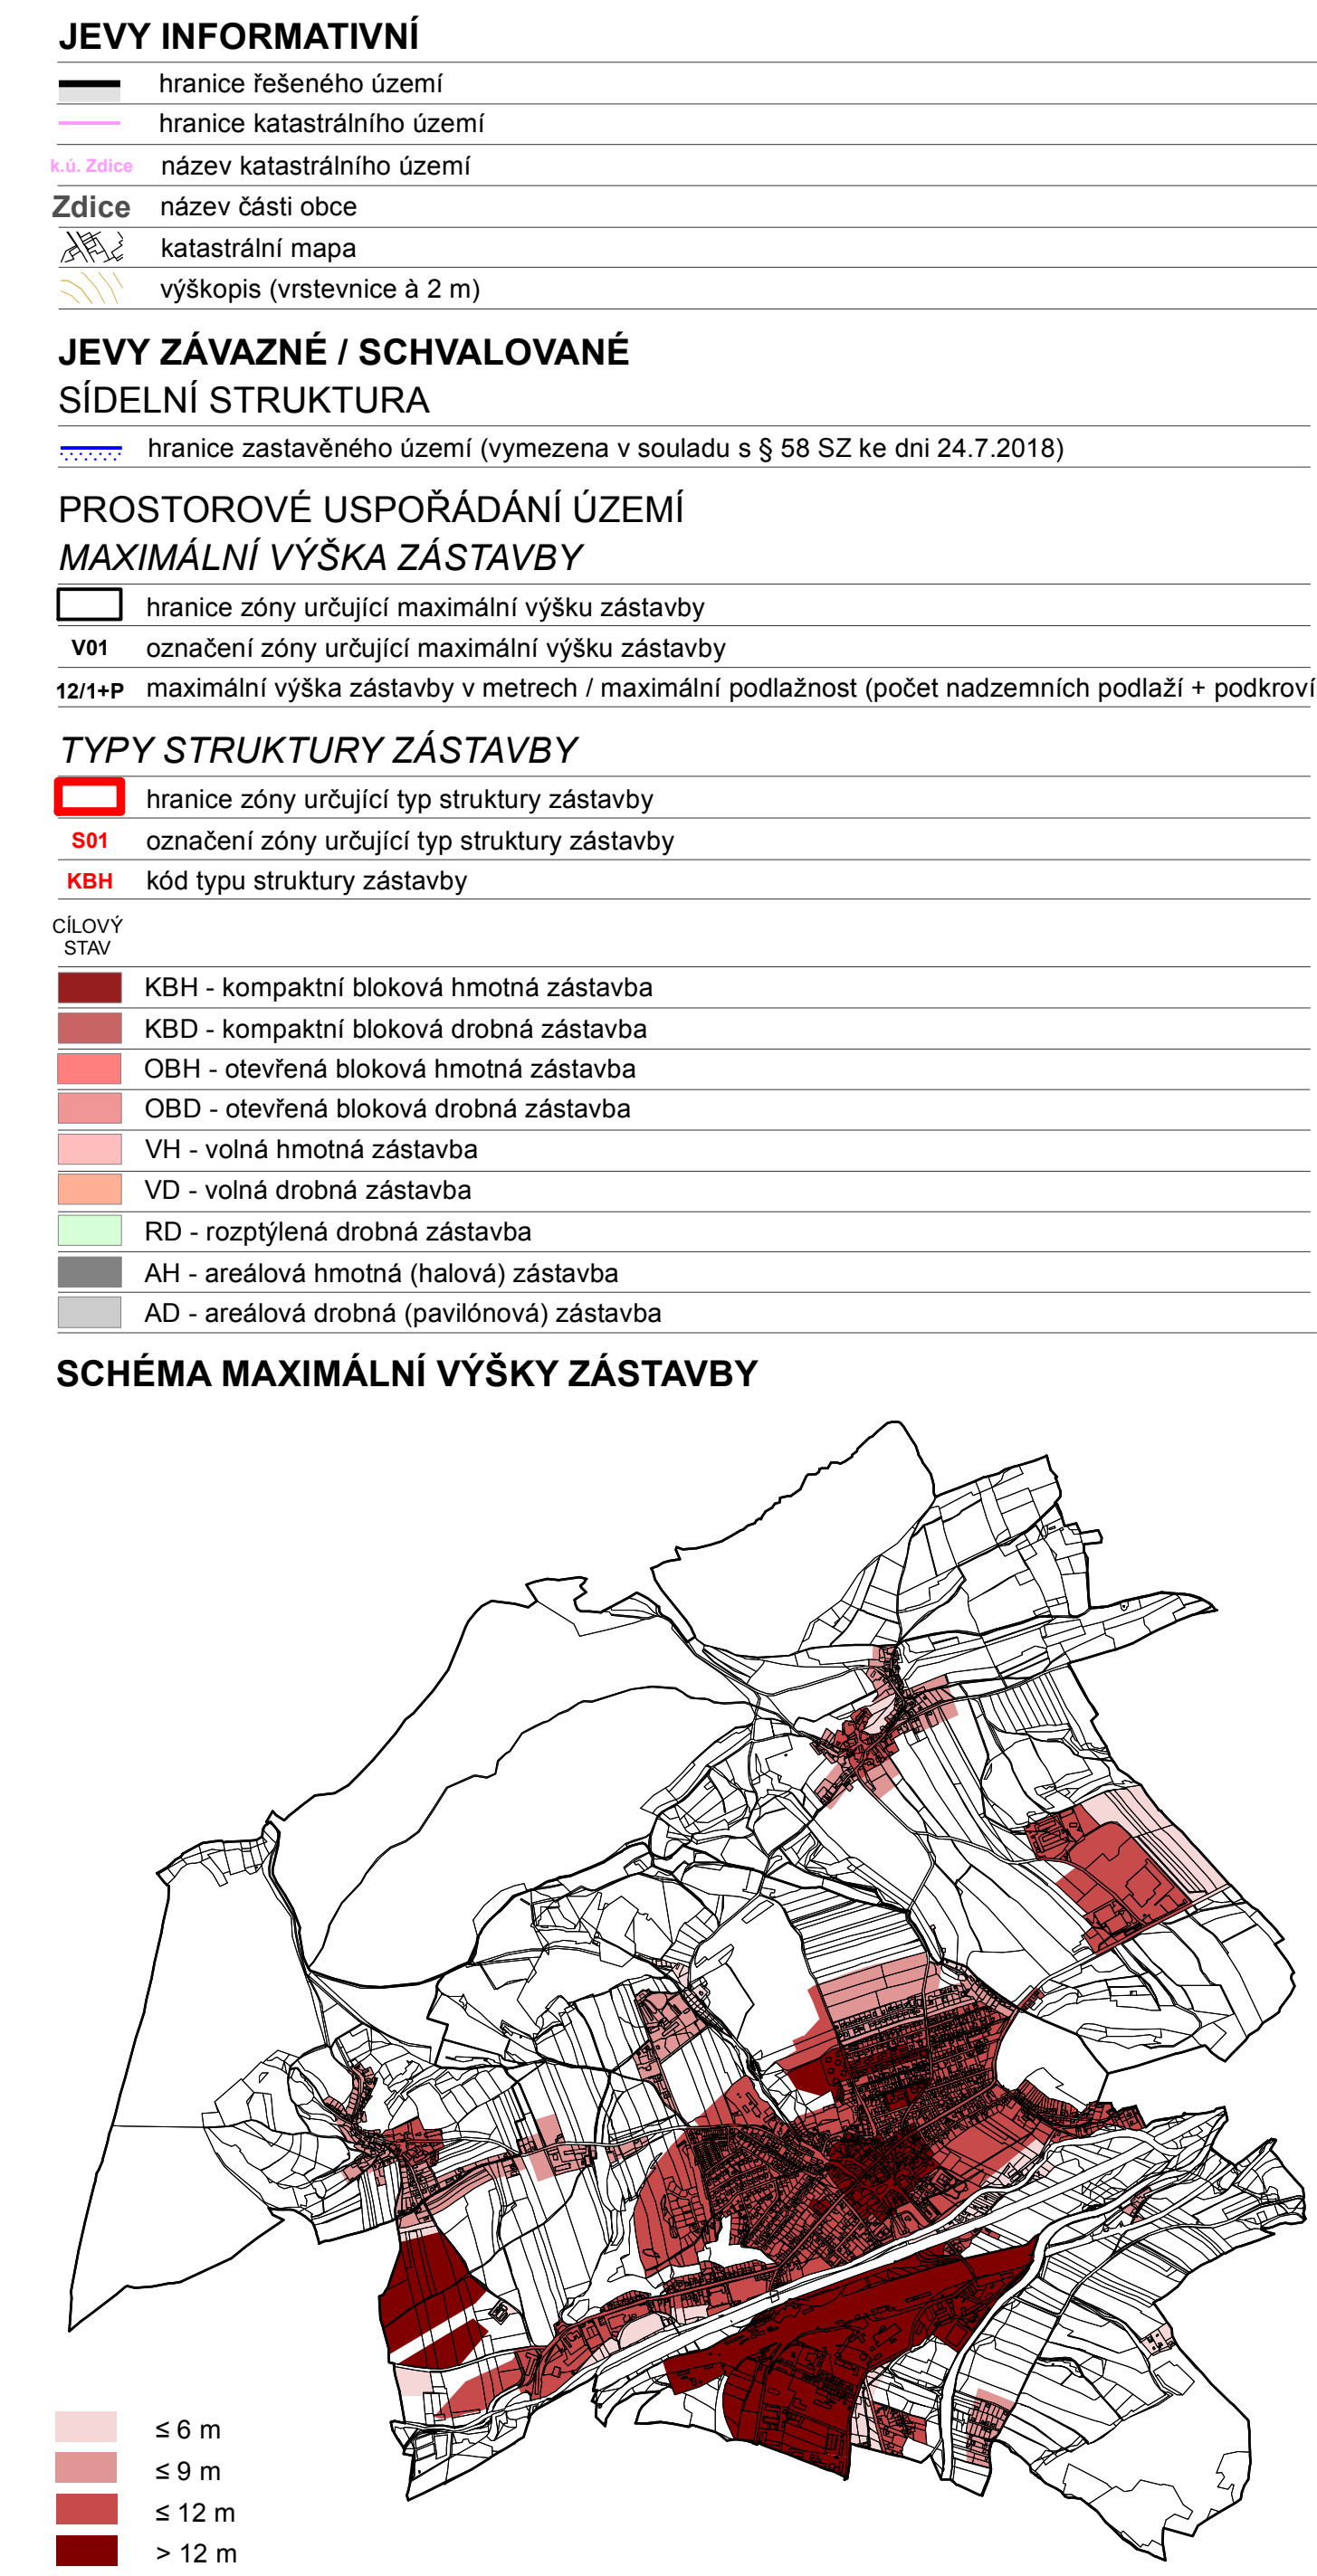 JEVY INFORMATIVNÍ
hranice řešeného území
hranice katastrálního území
k.ú. Zdice název katastrálního území
Zdice název části obce
katastrální mapa
výškopis (vrstevnice à 2 m)
JEVY ZÁVAZNÉ / SCHVALOVANÉ
SÍDELNÍ STRUKTURA
hranice zastavěného území (vymezena v souladu s § 58 SZ ke dni 24.7.2018)
PROSTOROVÉ USPOŘÁDÁNÍ ÚZEMÍ
MAXIMÁLNÍ VÝŠKA ZÁSTAVBY
hranice zóny určující maximální výšku zástavby
V01 označení zóny určující maximální výšku zástavby
12/1+P maximální výška zástavby v metrech / maximální podlažnost (počet nadzemních podlaží + podkroví
TYPY STRUKTURY ZÁSTAVBY
hranice zóny určující typ struktury zástavby
S01 označení zóny určující typ struktury zástavby
KBH kód typu struktury zástavby
CÍLOVÝ
STAV
KBH - kompaktní bloková hmotná zástavba
KBD - kompaktní bloková drobná zástavba
OBH - otevřená bloková hmotná zástavba
OBD - otevřená bloková drobná zástavba
VH - volná hmotná zástavba
VD - volná drobná zástavba
RD - rozptýlená drobná zástavba
AH - areálová hmotná (halová) zástavba
AD - areálová drobná (pavilónová) zástavba
SCHÉMA MAXIMÁLNÍ VÝŠKY ZÁSTAVBY
≤ 6 m
≤ 9 m
≤ 12 m
> 12 m